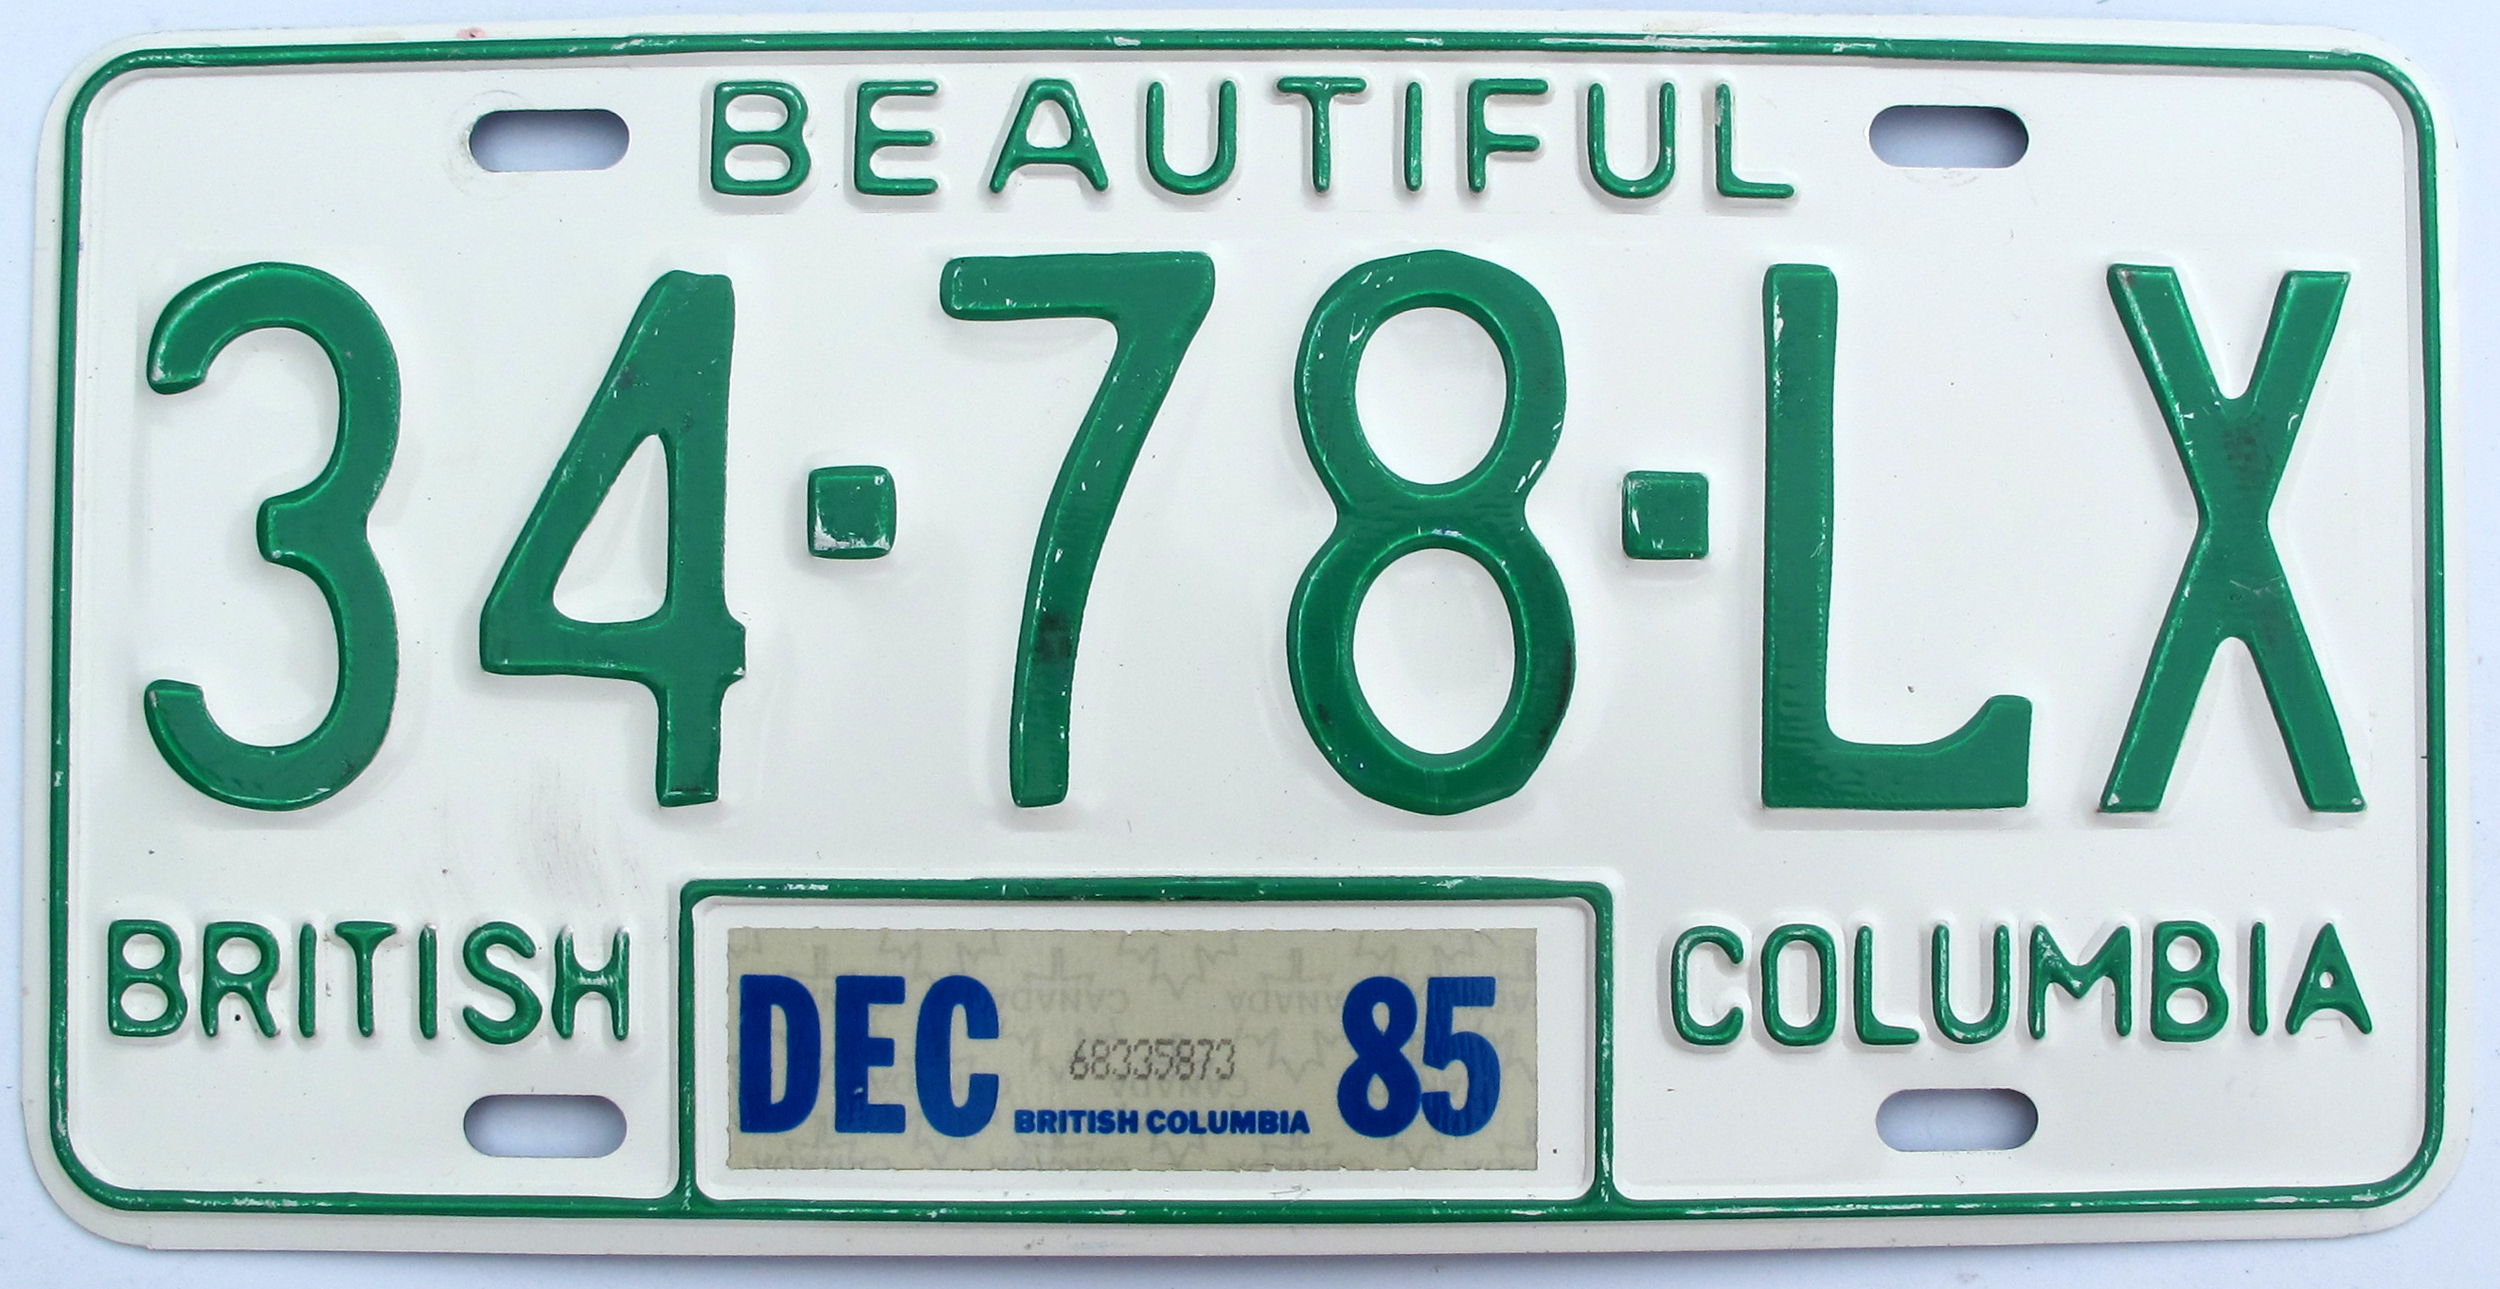 BEAUTIFUL
34·78·LX
BRITISH COLUMBIA
DEC 68335873 85
BRITISH COLUMBIA